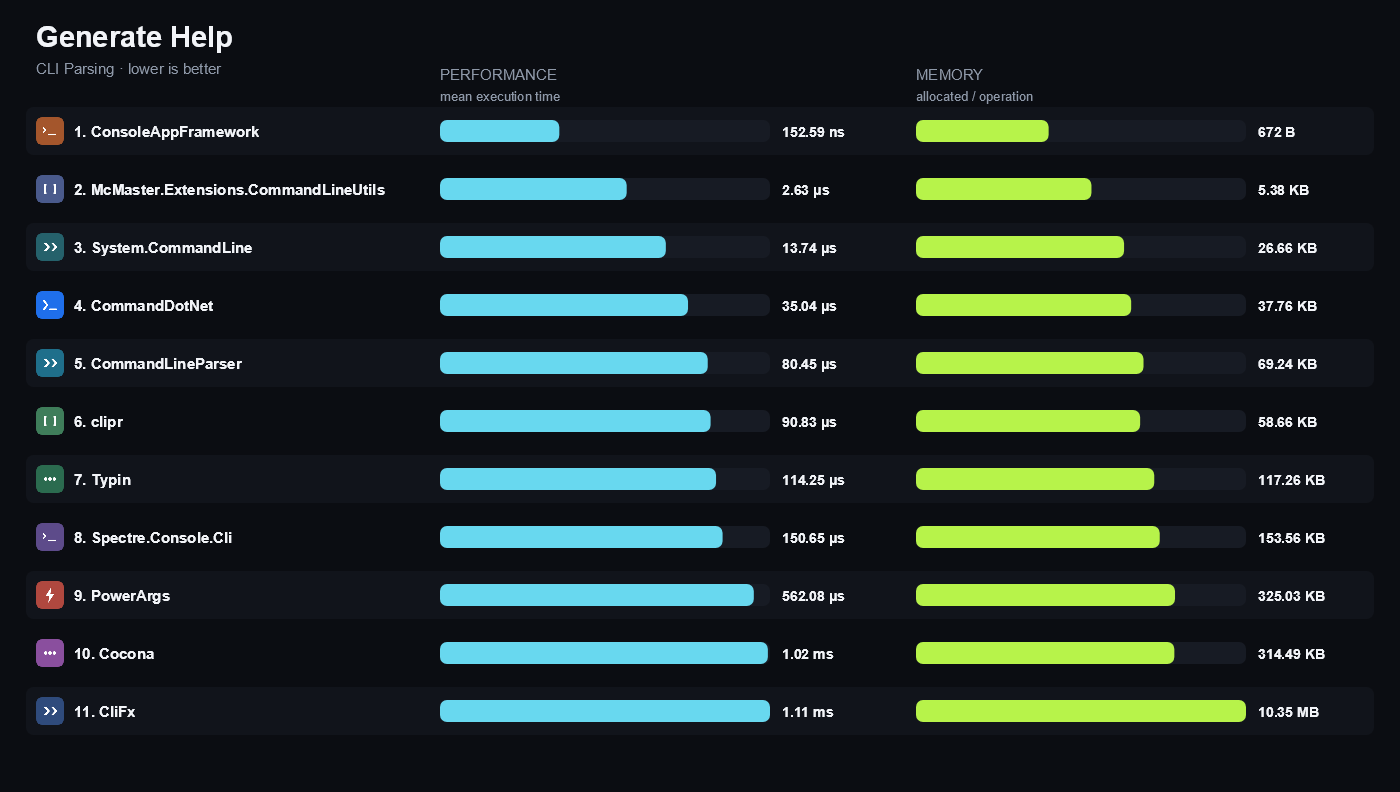 Generate Help
CLI Parsing · lower is better
PERFORMANCE MEMORY
mean execution time allocated / operation
1. ConsoleAppFramework 152.59 ns 672 B
2. McMaster.Extensions.CommandLineUtils 2.63 µs 5.38 KB
3. System.CommandLine 13.74 µs 26.66 KB
4. CommandDotNet 35.04 µs 37.76 KB
5. CommandLineParser 80.45 µs 69.24 KB
6. clipr 90.83 µs 58.66 KB
7. Typin 114.25 µs 117.26 KB
8. Spectre.Console.Cli 150.65 µs 153.56 KB
9. PowerArgs 562.08 µs 325.03 KB
10. Cocona 1.02 ms 314.49 KB
11. CliFx 1.11 ms 10.35 MB